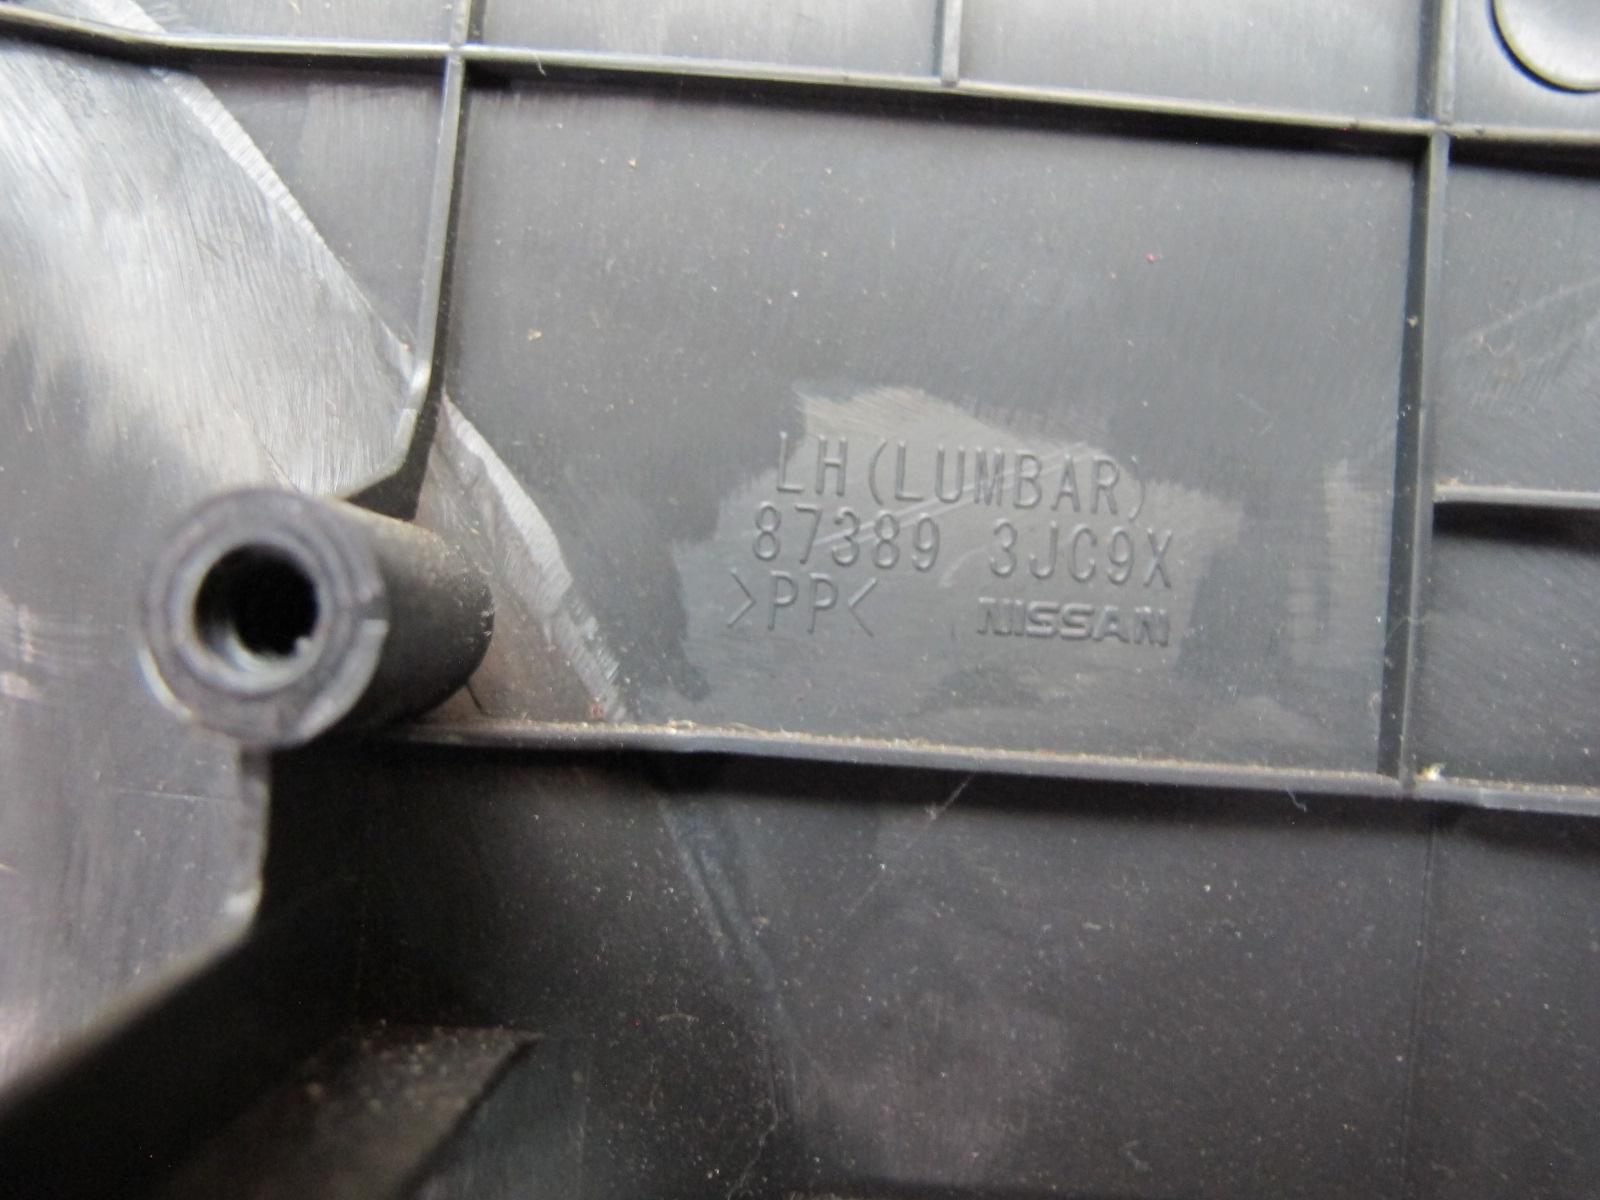 LH(LUMBAR)
87389 3JC9X
>PP< NISSAN